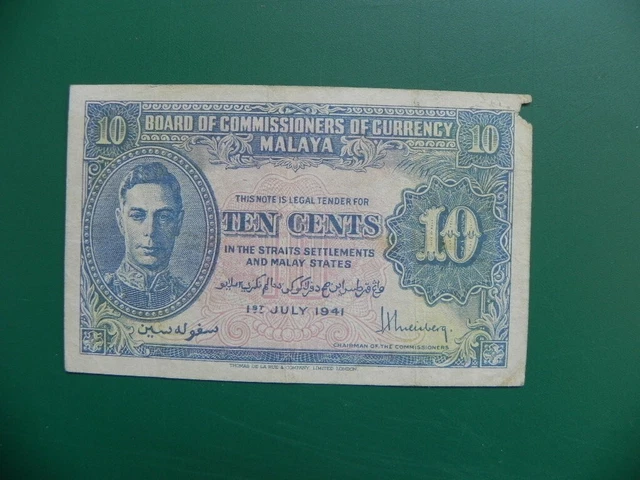 10 BOARD OF COMMISSIONERS OF CURRENCY 10
MALAYA
THIS NOTE IS LEGAL TENDER FOR
TEN CENTS
10
IN THE STRAITS SETTLEMENTS
AND MALAY STATES
1ST JULY 1941
سڤوله سين
CHAIRMAN OF THE COMMISSIONERS
THOMAS DE LA RUE & COMPANY, LIMITED, LONDON.